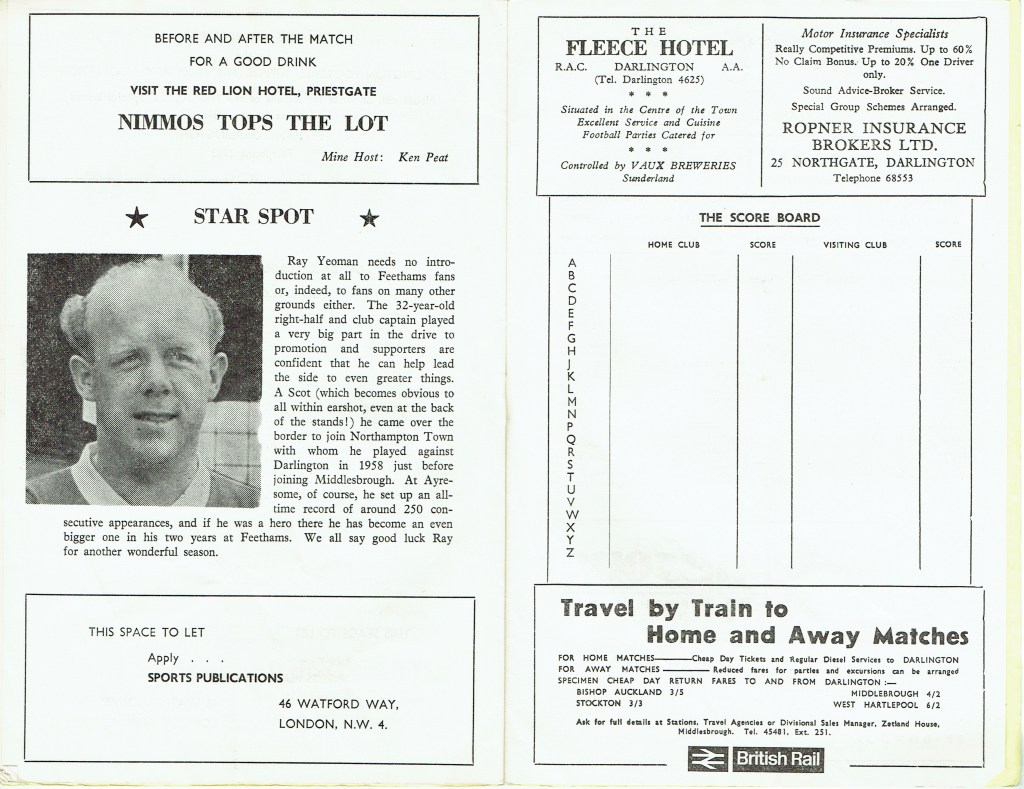 BEFORE AND AFTER THE MATCH
FOR A GOOD DRINK
VISIT THE RED LION HOTEL, PRIESTGATE
NIMMOS TOPS THE LOT
Mine Host: Ken Peat
STAR SPOT
Ray Yeoman needs no intro-
duction at all to Feethams fans
or, indeed, to fans on many other
grounds either. The 32-year-old
right-half and club captain played
a very big part in the drive to
promotion and supporters are
confident that he can help lead
the side to even greater things.
A Scot (which becomes obvious to
all within earshot, even at the back
of the stands!) he came over the
border to join Northampton Town
with whom he played against
Darlington in 1958 just before
joining Middlesbrough. At Ayre-
some, of course, he set up an all-
time record of around 250 con-
secutive appearances, and if he was a hero there he has become an even
bigger one in his two years at Feethams. We all say good luck Ray
for another wonderful season.
THIS SPACE TO LET
Apply . . .
SPORTS PUBLICATIONS
46 WATFORD WAY,
LONDON, N.W. 4.
THE
FLEECE HOTEL
R.A.C. DARLINGTON A.A.
(Tel. Darlington 4625)
* * *
Situated in the Centre of the Town
Excellent Service and Cuisine
Football Parties Catered for
* * *
Controlled by VAUX BREWERIES
Sunderland
Motor Insurance Specialists
Really Competitive Premiums. Up to 60%
No Claim Bonus. Up to 20% One Driver
only.
Sound Advice-Broker Service.
Special Group Schemes Arranged.
ROPNER INSURANCE
BROKERS LTD.
25 NORTHGATE, DARLINGTON
Telephone 68553
THE SCORE BOARD
HOME CLUB SCORE VISITING CLUB SCORE
A
B
C
D
E
F
G
H
J
K
L
M
N
P
Q
R
S
T
U
V
W
X
Y
Z
Travel by Train to
Home and Away Matches
FOR HOME MATCHES———Cheap Day Tickets and Regular Diesel Services to DARLINGTON
FOR AWAY MATCHES———Reduced fares for parties and excursions can be arranged
SPECIMEN CHEAP DAY RETURN FARES TO AND FROM DARLINGTON :—
BISHOP AUCKLAND 3/5 MIDDLEBROUGH 4/2
STOCKTON 3/3 WEST HARTLEPOOL 6/2
Ask for full details at Stations, Travel Agencies or Divisional Sales Manager, Zetland House,
Middlesbrough. Tel. 45481, Ext. 251.
British Rail